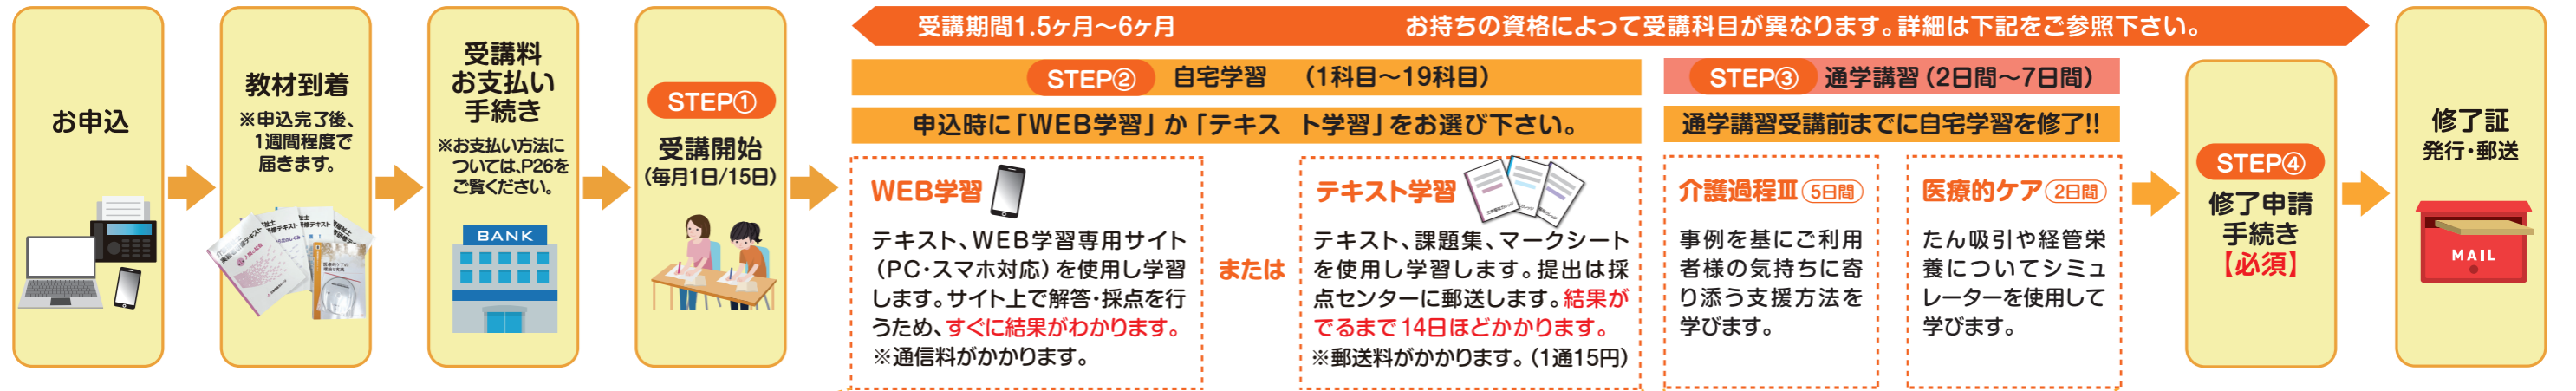 お申込
教材到着
※申込完了後、
1週間程度で
届きます。
受講料
お支払い
手続き
※お支払い方法に
ついては、P26を
ご覧ください。
BANK
STEP①
受講開始
(毎月1日/15日)
受講期間1.5ヶ月～6ヶ月　お持ちの資格によって受講科目が異なります。詳細は下記をご参照下さい。
STEP② 自宅学習 (1科目～19科目)
申込時に「WEB学習」か「テキス ト学習」をお選び下さい。
WEB学習
テキスト、WEB学習専用サイト
(PC・スマホ対応)を使用し学習
します。サイト上で解答・採点を行
うため、すぐに結果がわかります。
※通信料がかかります。
または
テキスト学習
テキスト、課題集、マークシート
を使用し学習します。提出は採
点センターに郵送します。結果が
でるまで14日ほどかかります。
※郵送料がかかります。(1通15円)
STEP③ 通学講習(2日間～7日間)
通学講習受講前までに自宅学習を修了!!
介護過程Ⅲ 5日間
事例を基にご利用
者様の気持ちに寄
り添う支援方法を
学びます。
医療的ケア 2日間
たん吸引や経管栄
養についてシミュ
レーターを使用して
学びます。
STEP④
修了申請
手続き
【必須】
修了証
発行・郵送
MAIL